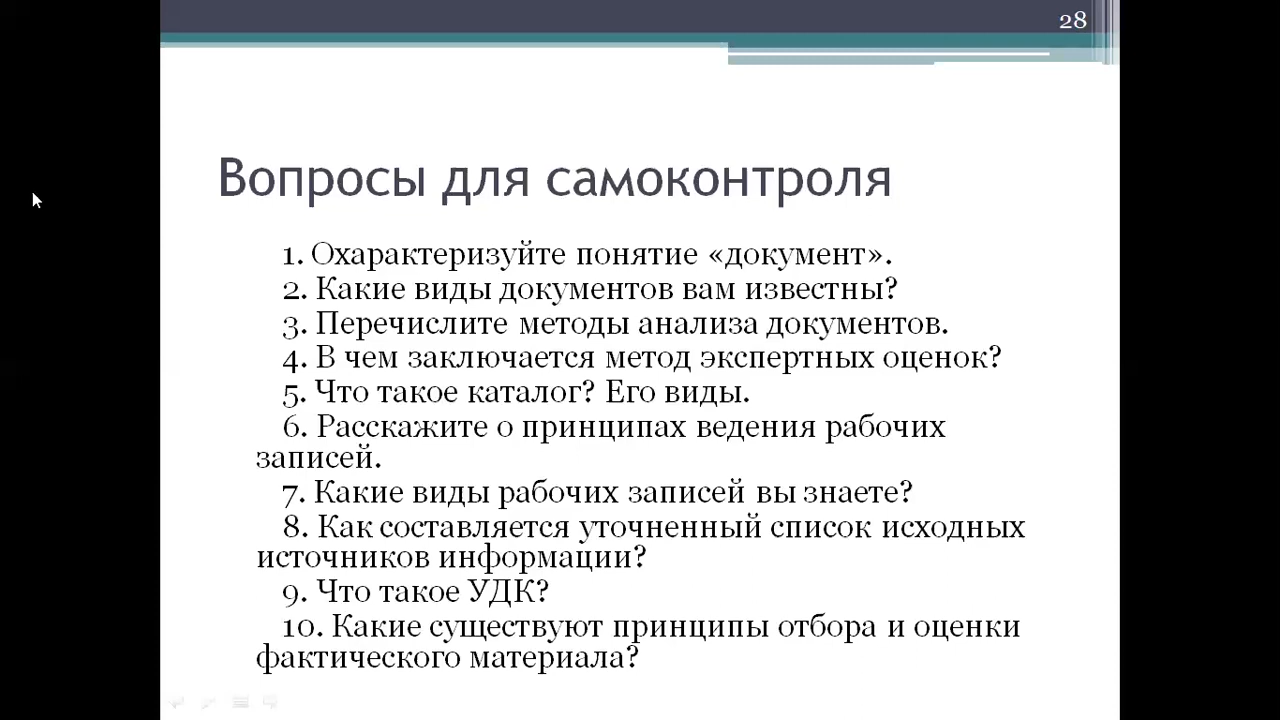 28
Вопросы для самоконтроля
1. Охарактеризуйте понятие «документ».
2. Какие виды документов вам известны?
3. Перечислите методы анализа документов.
4. В чем заключается метод экспертных оценок?
5. Что такое каталог? Его виды.
6. Расскажите о принципах ведения рабочих
записей.
7. Какие виды рабочих записей вы знаете?
8. Как составляется уточненный список исходных
источников информации?
9. Что такое УДК?
10. Какие существуют принципы отбора и оценки
фактического материала?